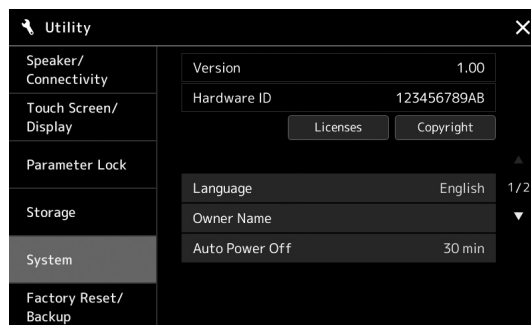 Utility
Speaker/
Connectivity
Touch Screen/
Display
Parameter Lock
Storage
System
Factory Reset/
Backup
Version 1.00
Hardware ID 123456789AB
Licenses Copyright
Language English
Owner Name
Auto Power Off 30 min
1/2